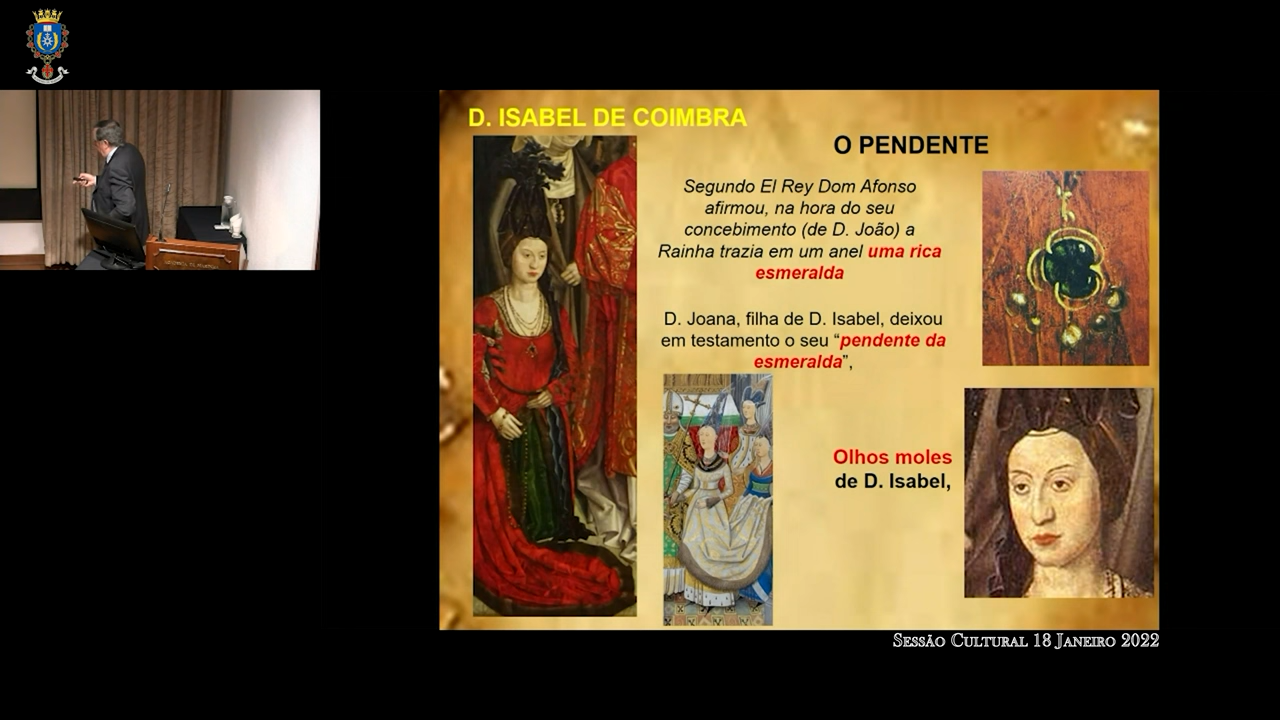 D. ISABEL DE COIMBRA
O PENDENTE
Segundo El Rey Dom Afonso
afirmou, na hora do seu
concebimento (de D. João) a
Rainha trazia em um anel uma rica
esmeralda
D. Joana, filha de D. Isabel, deixou
em testamento o seu “pendente da
esmeralda”,
Olhos moles
de D. Isabel,
Sessão Cultural 18 Janeiro 2022